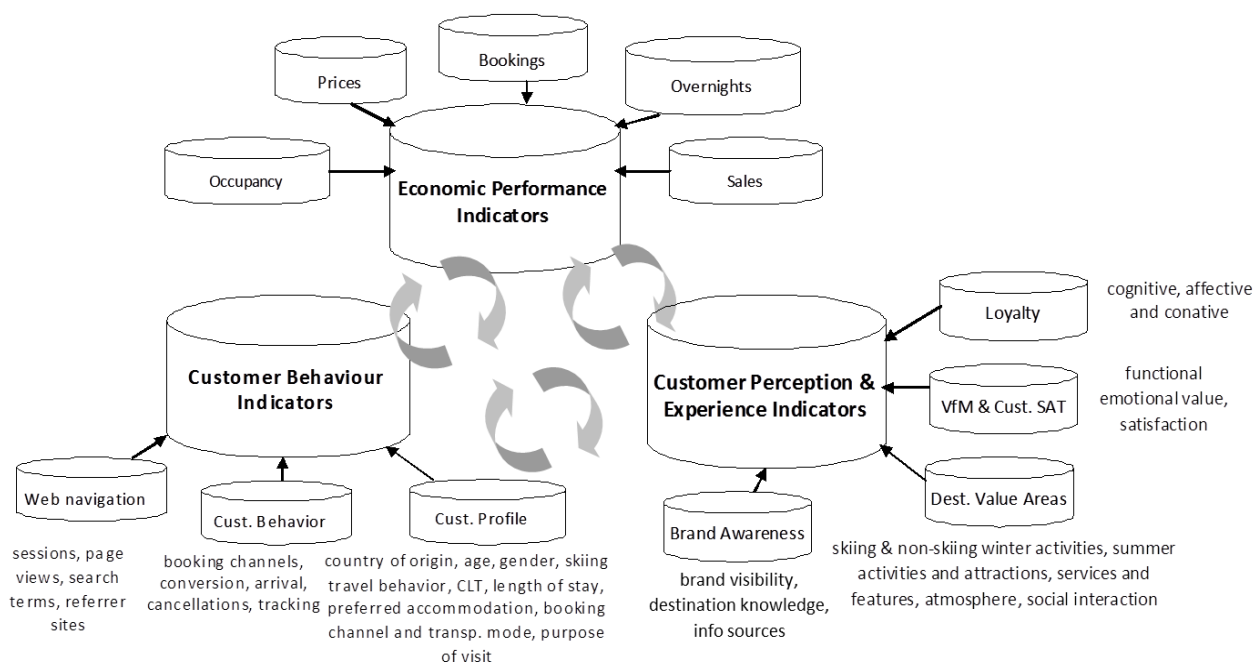 Bookings
Prices
Overnights
Occupancy
Sales
Economic Performance
Indicators
Customer Behaviour
Indicators
Customer Perception &
Experience Indicators
Loyalty
cognitive, affective
and conative
VfM & Cust. SAT
functional
emotional value,
satisfaction
Dest. Value Areas
skiing & non-skiing winter activities, summer
activities and attractions, services and
features, atmosphere, social interaction
Brand Awareness
brand visibility,
destination knowledge,
info sources
Web navigation
sessions, page
views, search
terms, referrer
sites
Cust. Behavior
booking channels,
conversion, arrival,
cancellations, tracking
Cust. Profile
country of origin, age, gender, skiing
travel behavior, CLT, length of stay,
preferred accommodation, booking
channel and transp. mode, purpose
of visit